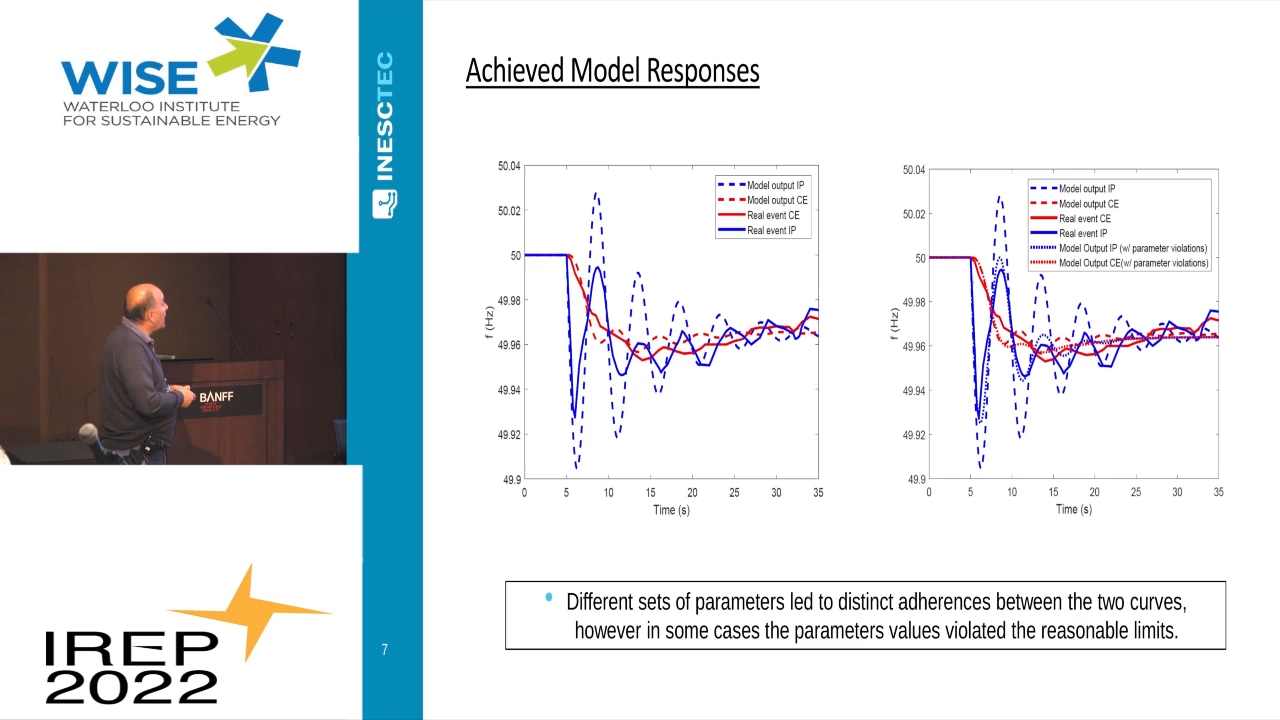 WISE
WATERLOO INSTITUTE
FOR SUSTAINABLE ENERGY
INESCTEC
BANFF
IREP
2022
7
Achieved Model Responses
50.04
50.02
50
49.98
49.96
49.94
49.92
49.9
f (Hz)
0 5 10 15 20 25 30 35
Time (s)
Model output IP
Model output CE
Real event CE
Real event IP
50.04
50.02
50
49.98
49.96
49.94
49.92
49.9
f (Hz)
0 5 10 15 20 25 30 35
Time (s)
Model output IP
Model output CE
Real event CE
Real event IP
Model Output IP (w/ parameter violations)
Model Output CE(w/ parameter violations)
• Different sets of parameters led to distinct adherences between the two curves,
however in some cases the parameters values violated the reasonable limits.